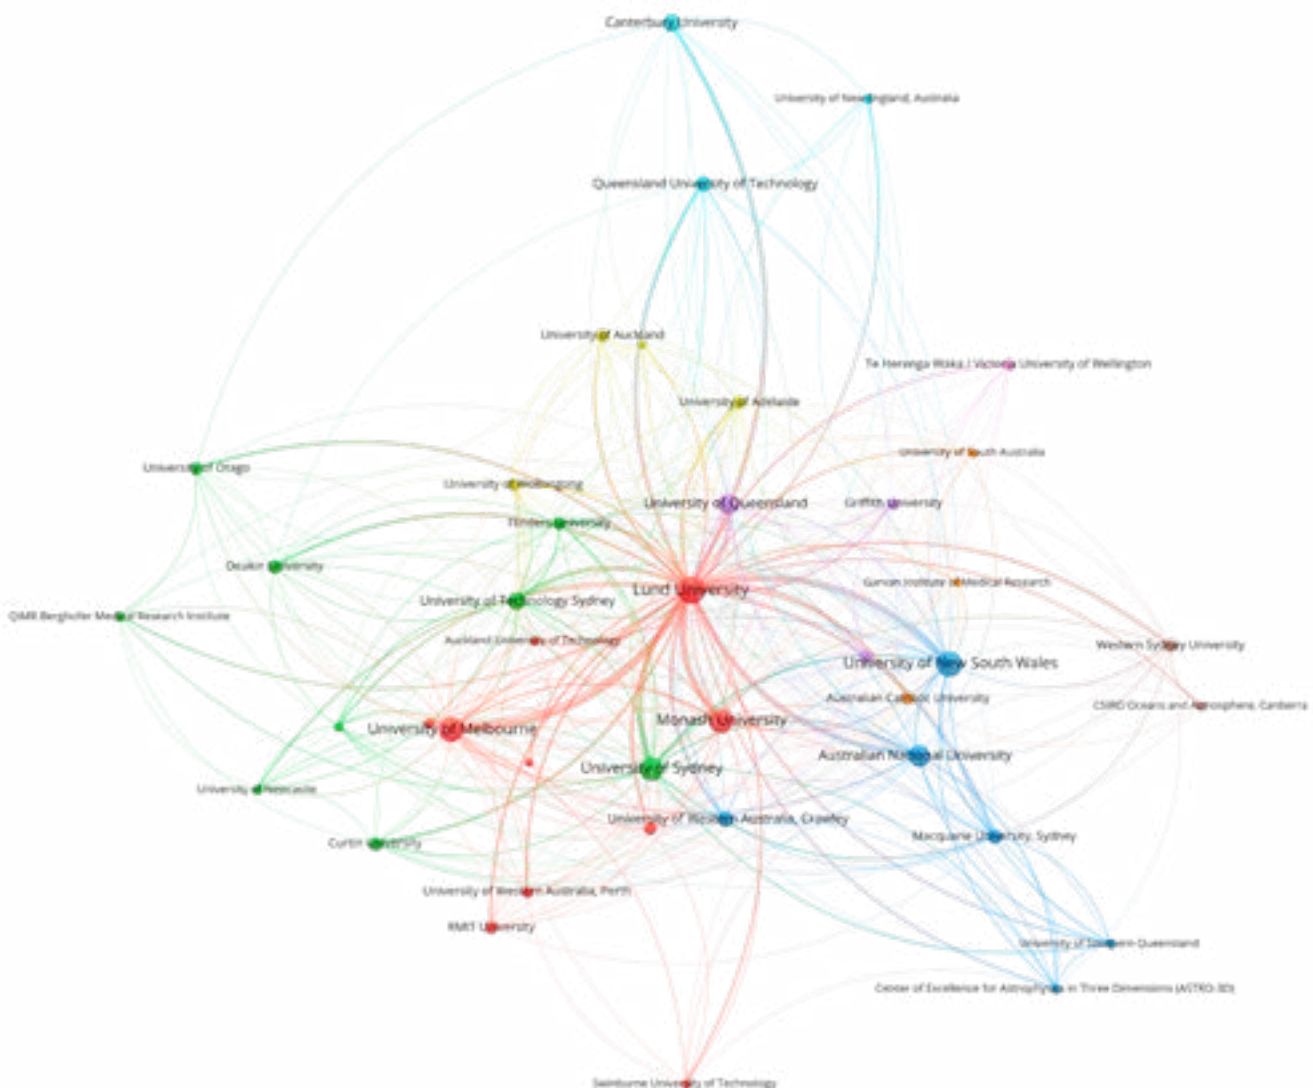 Canterbury University
University of New England, Australia
Queensland University of Technology
University of Auckland
Te Herenga Waka / Victoria University of Wellington
University of Adelaide
University of South Australia
University of Otago
University of Wollongong
University of Queensland
Griffith University
Flinders University
Deakin University
Garvan Institute of Medical Research
Lund University
University of Technology Sydney
QIMR Berghofer Medical Research Institute
Auckland University of Technology
Western Sydney University
University of New South Wales
Australian Catholic University
CSIRO Oceans and Atmosphere, Canberra
Monash University
University of Melbourne
Australian National University
University of Sydney
University of Newcastle
University of Western Australia, Crawley
Macquarie University, Sydney
Curtin University
University of Western Australia, Perth
RMIT University
University of Southern Queensland
Center of Excellence for Astrophysics in Three Dimensions (ASTRO-3D)
Swinburne University of Technology